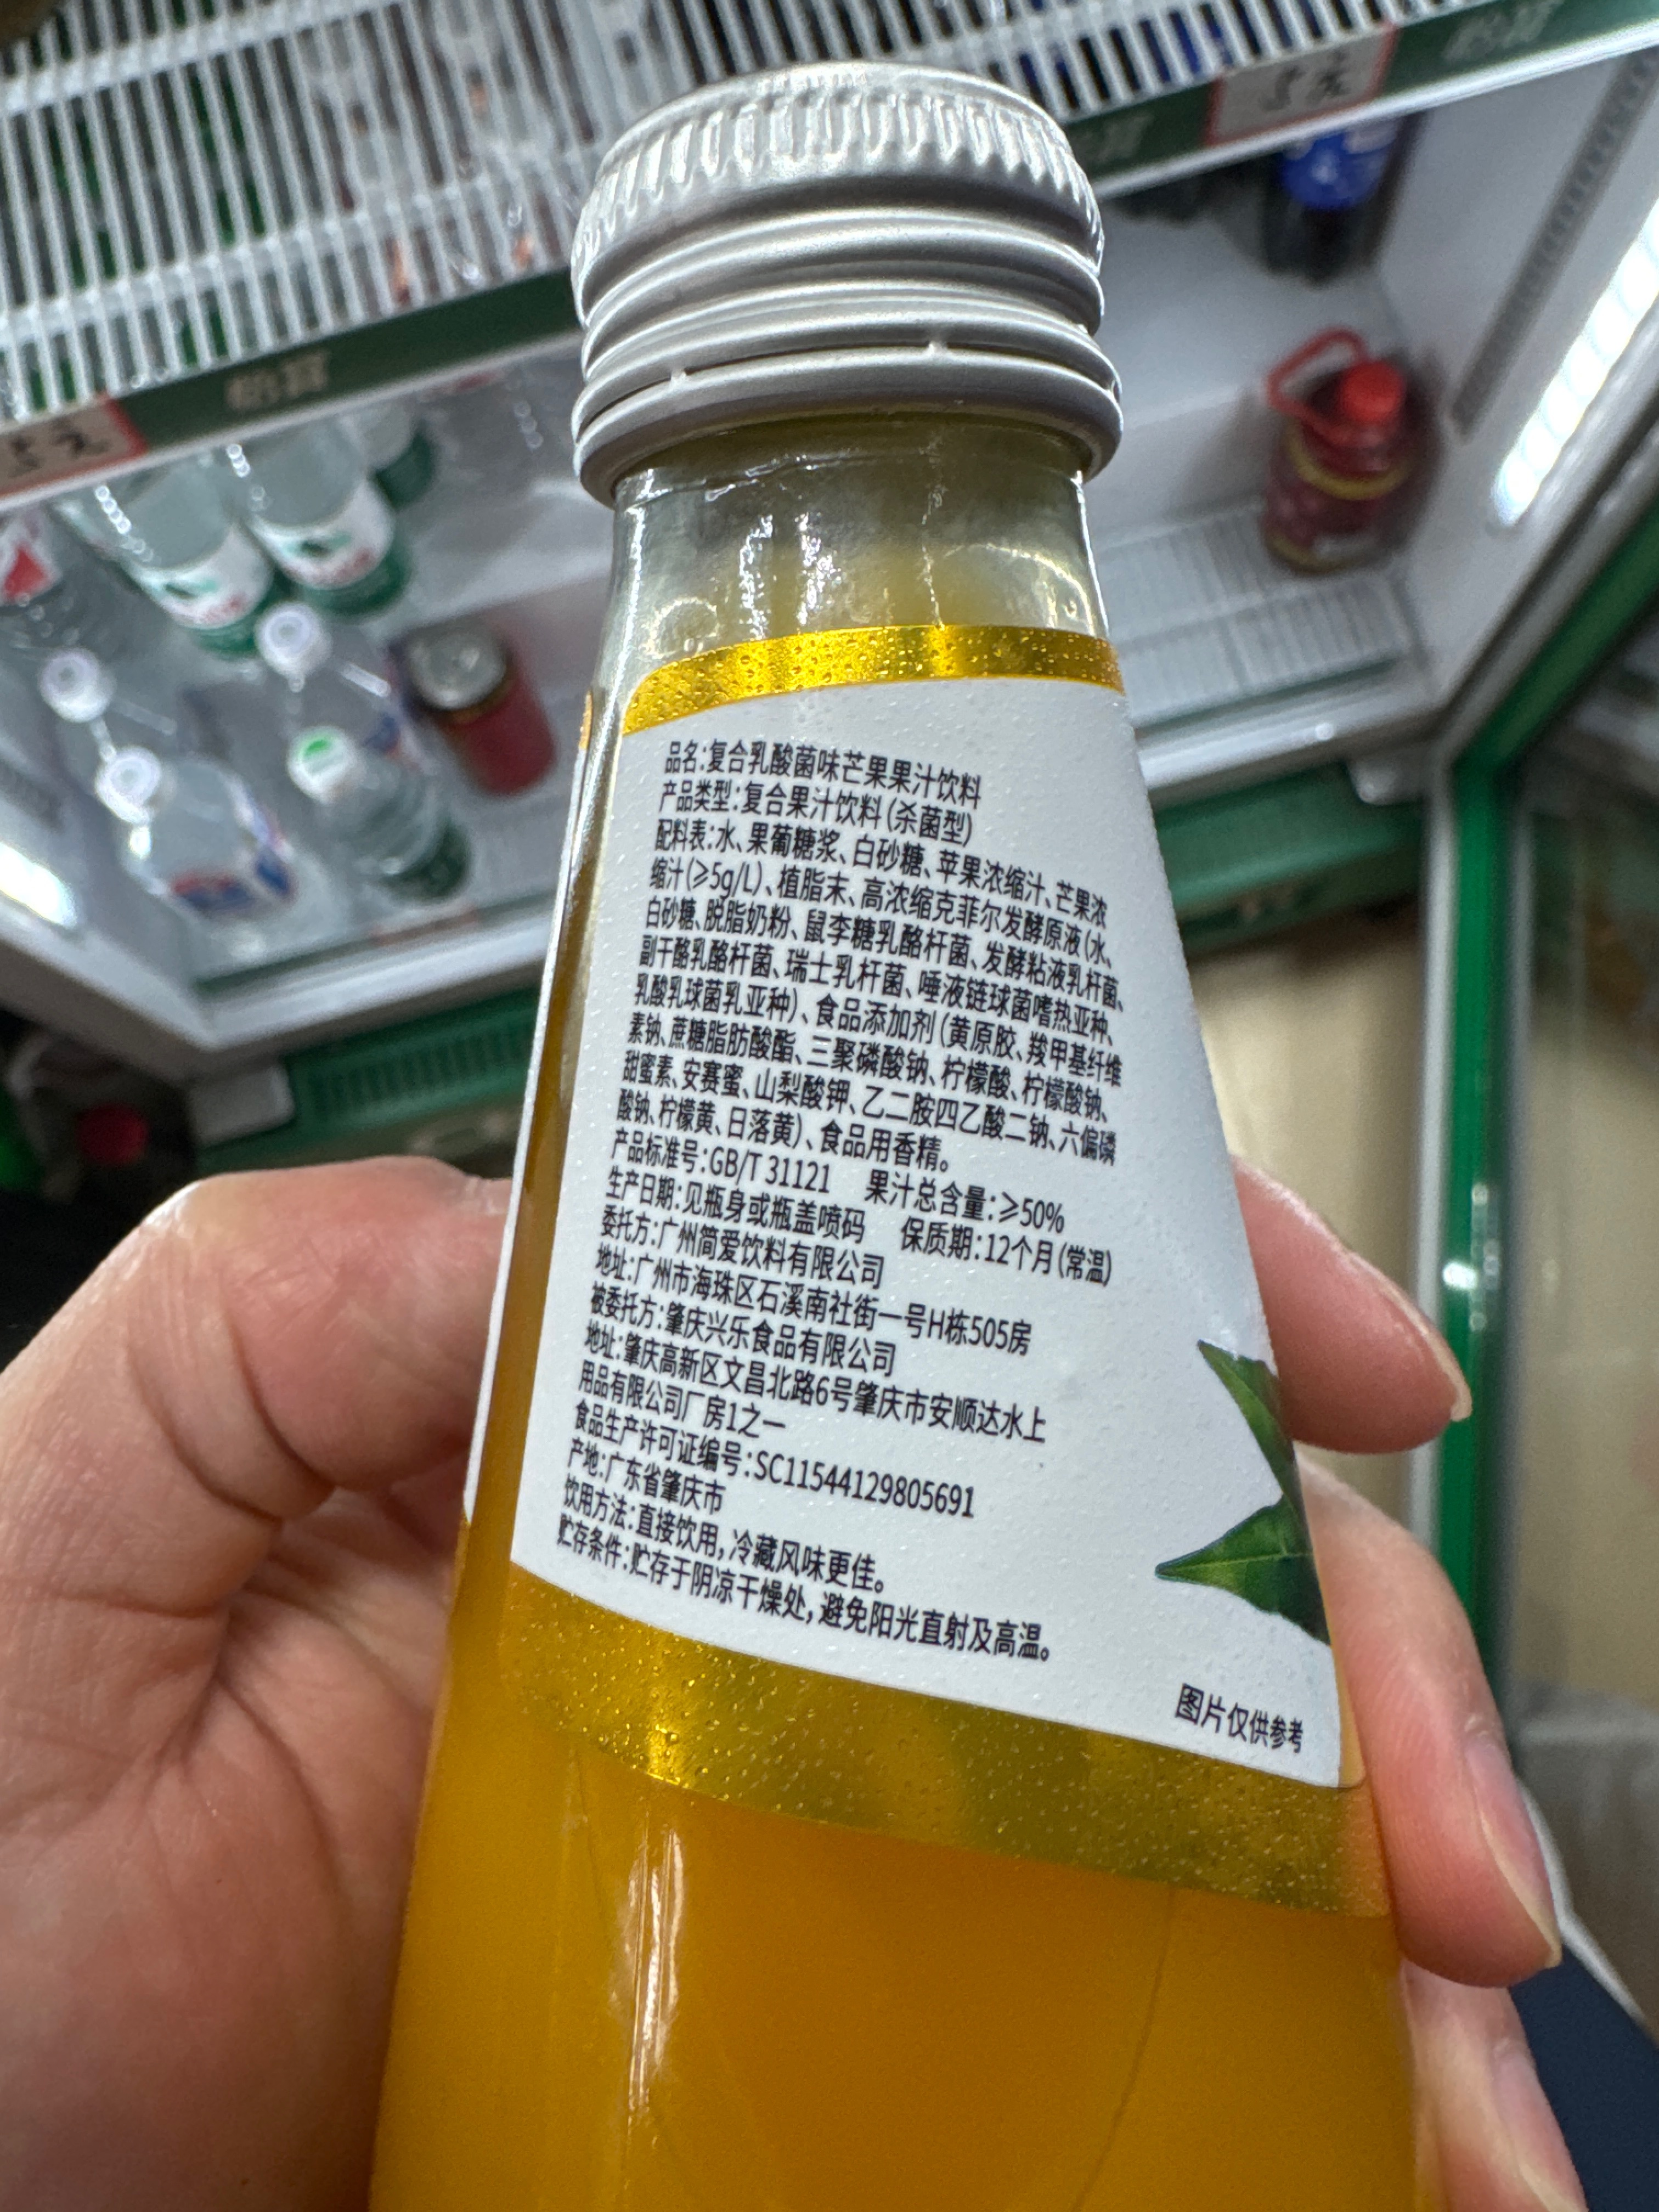 怡宝
5元
怡宝
5元
品名:复合乳酸菌味芒果果汁饮料
产品类型:复合果汁饮料(杀菌型)
配料表:水、果葡糖浆、白砂糖、苹果浓缩汁、芒果浓
缩汁(≥5g/L)、植脂末、高浓缩克菲尔发酵原液(水、
白砂糖、脱脂奶粉、鼠李糖乳酪杆菌、发酵粘液乳杆菌、
副干酪乳酪杆菌、瑞士乳杆菌、唾液链球菌嗜热亚种、
乳酸乳球菌乳亚种)、食品添加剂(黄原胶、羧甲基纤维
素钠、蔗糖脂肪酸酯、三聚磷酸钠、柠檬酸、柠檬酸钠、
甜蜜素、安赛蜜、山梨酸钾、乙二胺四乙酸二钠、六偏磷
酸钠、柠檬黄、日落黄)、食品用香精。
产品标准号:GB/T 31121 果汁总含量:≥50%
生产日期:见瓶身或瓶盖喷码 保质期:12个月(常温)
委托方:广州简爱饮料有限公司
地址:广州市海珠区石溪南社街一号H栋505房
被委托方:肇庆兴乐食品有限公司
地址:肇庆高新区文昌北路6号肇庆市安顺达水上
用品有限公司厂房1之一
食品生产许可证编号:SC11544129805691
产地:广东省肇庆市
饮用方法:直接饮用,冷藏风味更佳。
贮存条件:贮存于阴凉干燥处,避免阳光直射及高温。
图片仅供参考